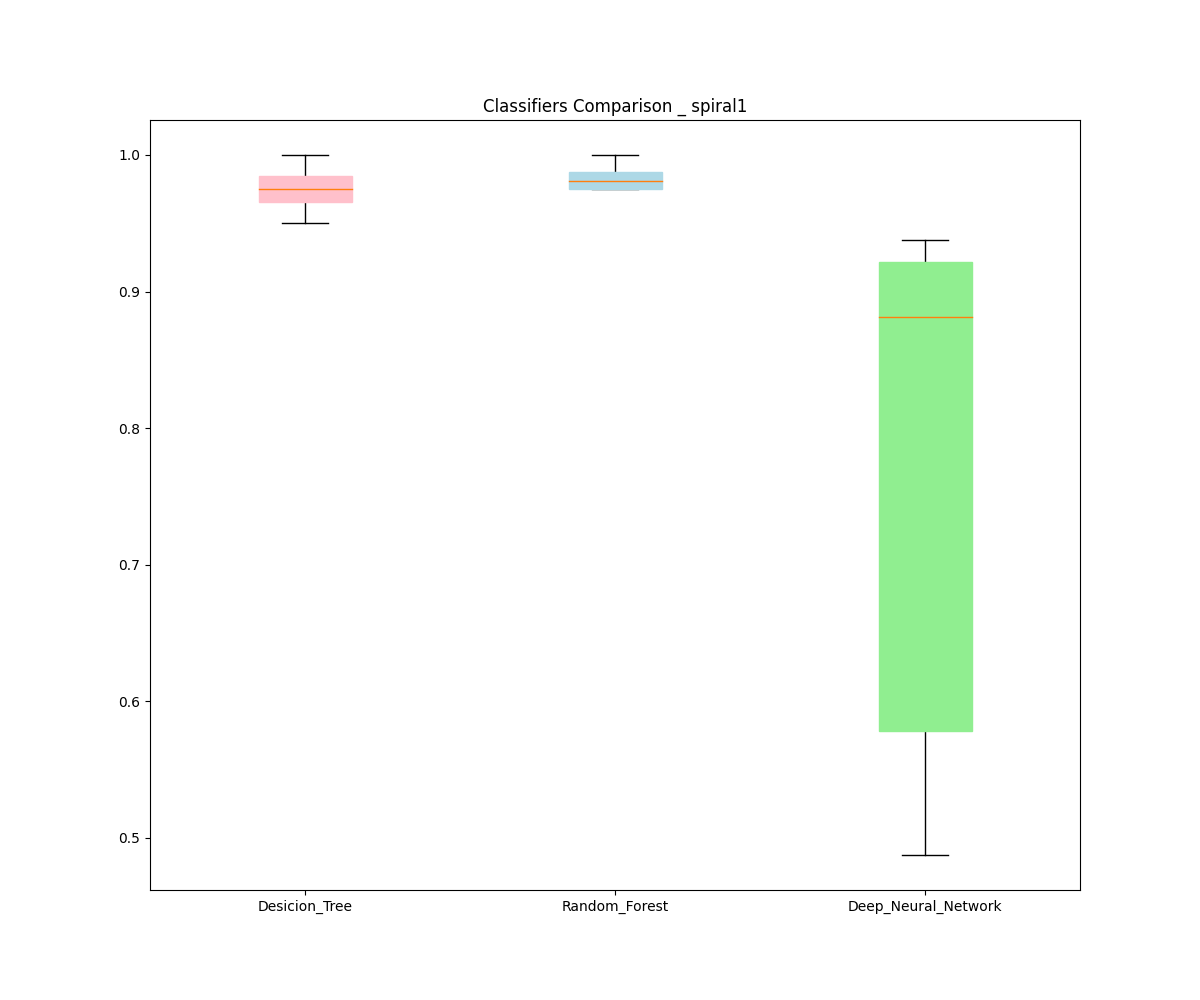 Classifiers Comparison _ spiral1
1.0
0.9
0.8
0.7
0.6
0.5
Desicion_Tree
Random_Forest
Deep_Neural_Network